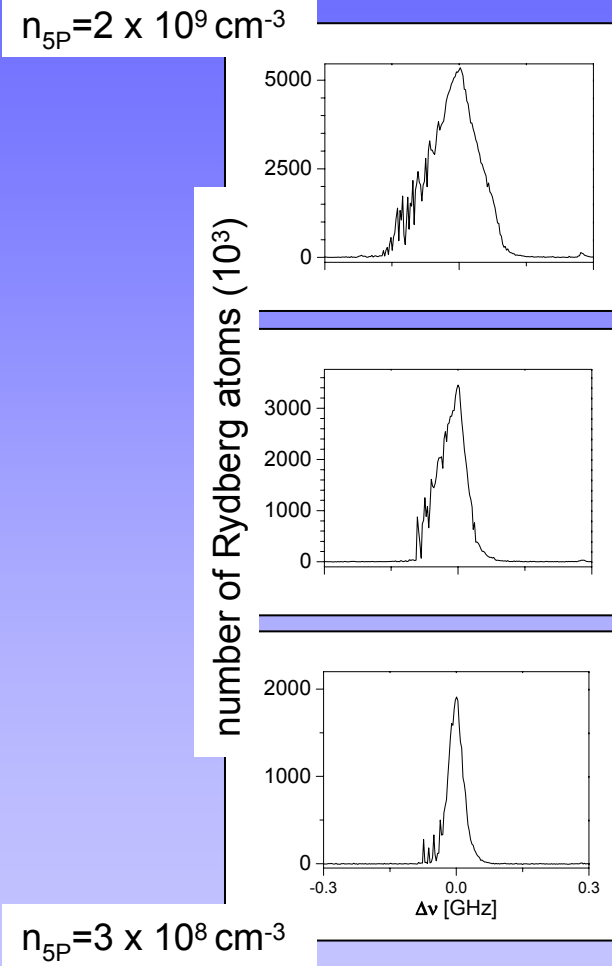 n₅P=2 x 10⁹ cm⁻³
number of Rydberg atoms (10³)
5000
2500
0
3000
2000
1000
0
2000
1000
0
-0.3 0.0 0.3
Δν [GHz]
n₅P=3 x 10⁸ cm⁻³